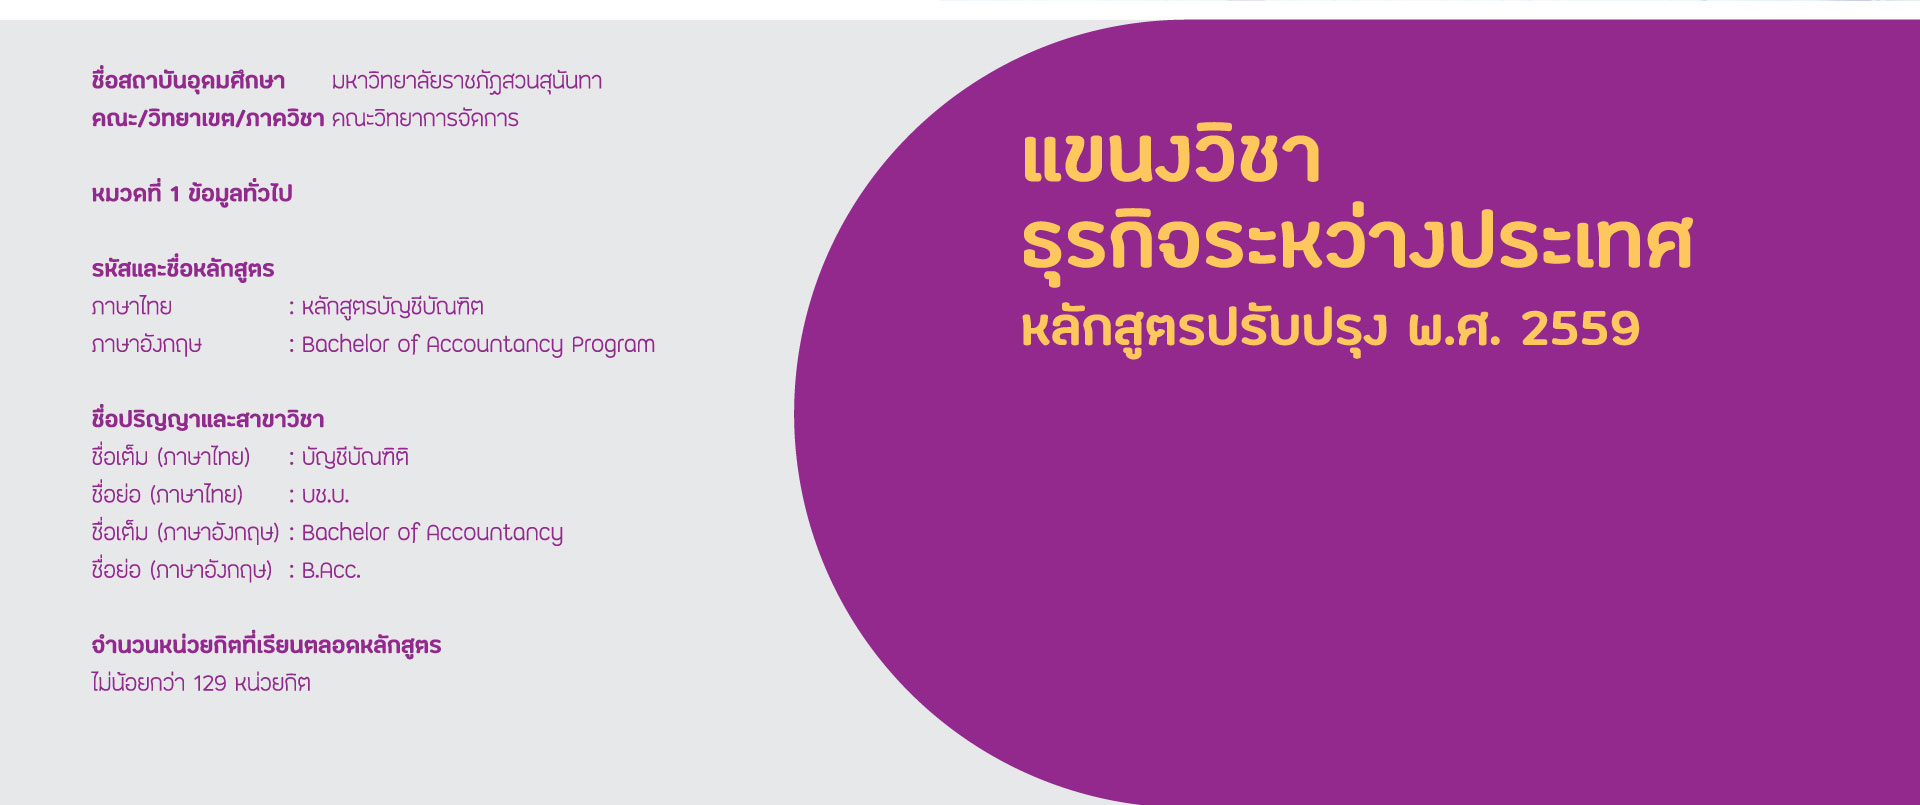 ชื่อสถาบันอุดมศึกษา มหาวิทยาลัยราชภัฏสวนสุนันทา
คณะ/วิทยาเขต/ภาควิชา คณะวิทยาการจัดการ
หมวดที่ 1 ข้อมูลทั่วไป
รหัสและชื่อหลักสูตร
ภาษาไทย : หลักสูตรบัญชีบัณฑิต
ภาษาอังกฤษ : Bachelor of Accountancy Program
ชื่อปริญญาและสาขาวิชา
ชื่อเต็ม (ภาษาไทย) : บัญชีบัณฑิติ
ชื่อย่อ (ภาษาไทย) : บช.บ.
ชื่อเต็ม (ภาษาอังกฤษ) : Bachelor of Accountancy
ชื่อย่อ (ภาษาอังกฤษ) : B.Acc.
จำนวนหน่วยกิตที่เรียนตลอดหลักสูตร
ไม่น้อยกว่า 129 หน่วยกิต
แขนงวิชา
ธุรกิจระหว่างประเทศ
หลักสูตรปรับปรุง พ.ศ. 2559